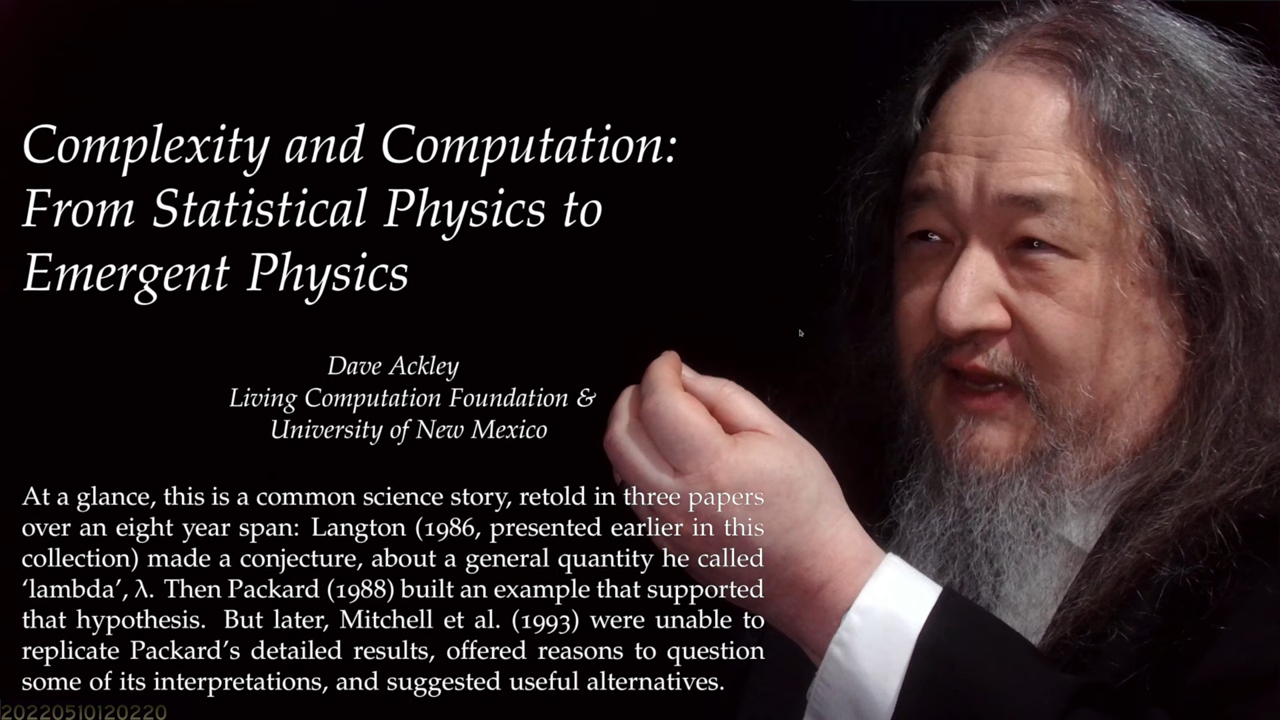 Complexity and Computation:
From Statistical Physics to
Emergent Physics
Dave Ackley
Living Computation Foundation &
University of New Mexico
At a glance, this is a common science story, retold in three papers
over an eight year span: Langton (1986, presented earlier in this
collection) made a conjecture, about a general quantity he called
‘lambda’, λ. Then Packard (1988) built an example that supported
that hypothesis. But later, Mitchell et al. (1993) were unable to
replicate Packard’s detailed results, offered reasons to question
some of its interpretations, and suggested useful alternatives.
20220510120220